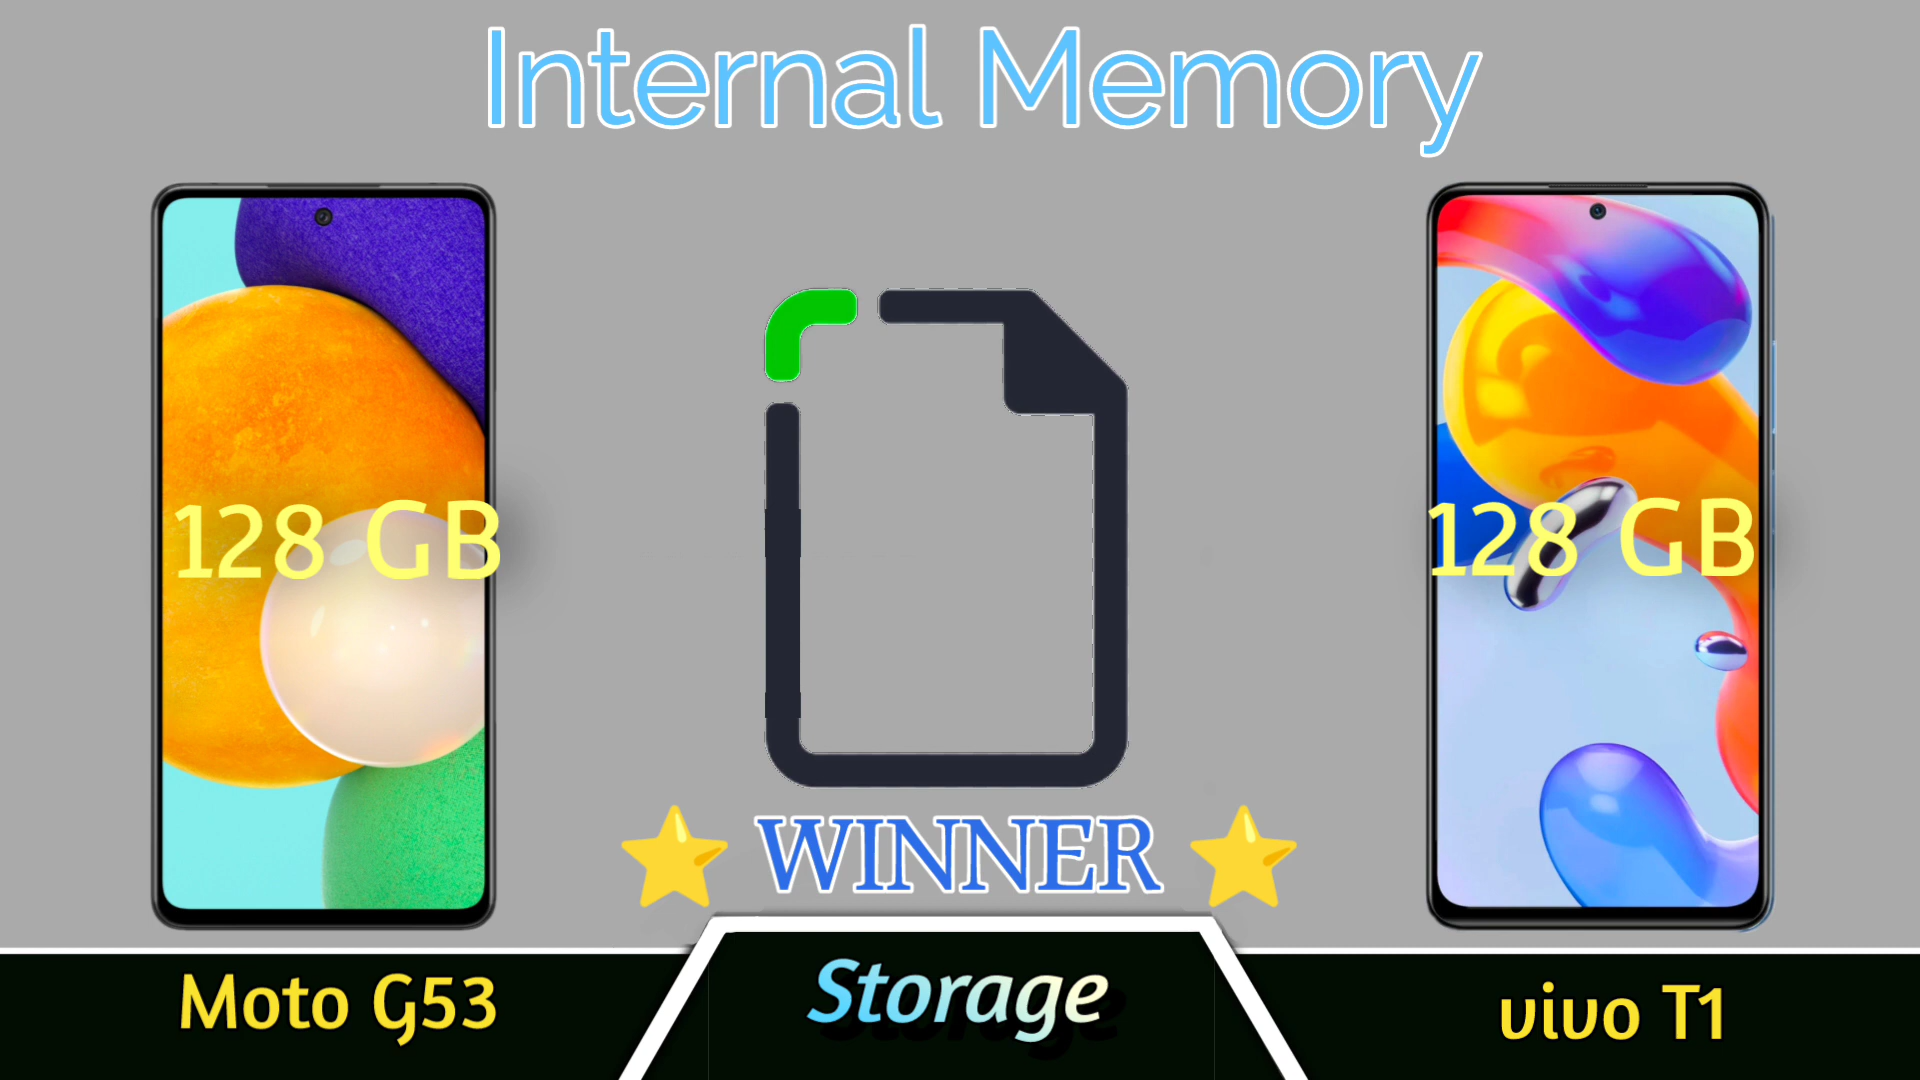 Internal Memory
128 GB
128 GB
WINNER
Moto G53
Storage
vivo T1